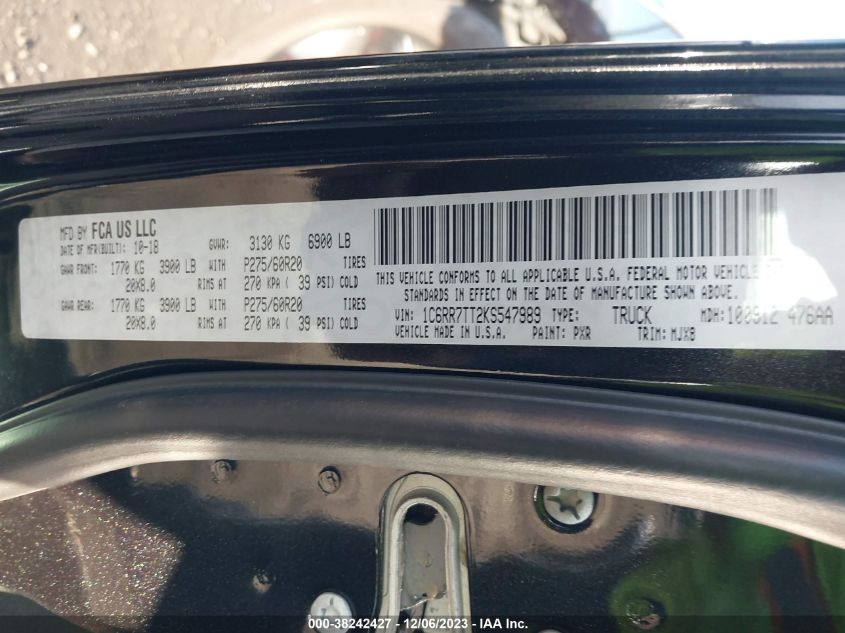 MFD BY FCA US LLC
DATE OF MFR(BUILT): 10-18 GVWR: 3130 KG 6900 LB
GAWR FRONT: 1770 KG 3900 LB WITH P275/60R20 TIRES
20X8.0 RIMS AT 270 KPA ( 39 PSI) COLD
GAWR REAR: 1770 KG 3900 LB WITH P275/60R20 TIRES
20X8.0 RIMS AT 270 KPA ( 39 PSI) COLD
THIS VEHICLE CONFORMS TO ALL APPLICABLE U.S.A. FEDERAL MOTOR VEHICLE
STANDARDS IN EFFECT ON THE DATE OF MANUFACTURE SHOWN ABOVE.
VIN: 1C6RR7TT2KS547989 TYPE: TRUCK MDH: 100912 476AA
VEHICLE MADE IN U.S.A. PAINT: PXR TRIM: MJX8
000-38242427 - 12/06/2023 - IAA Inc.